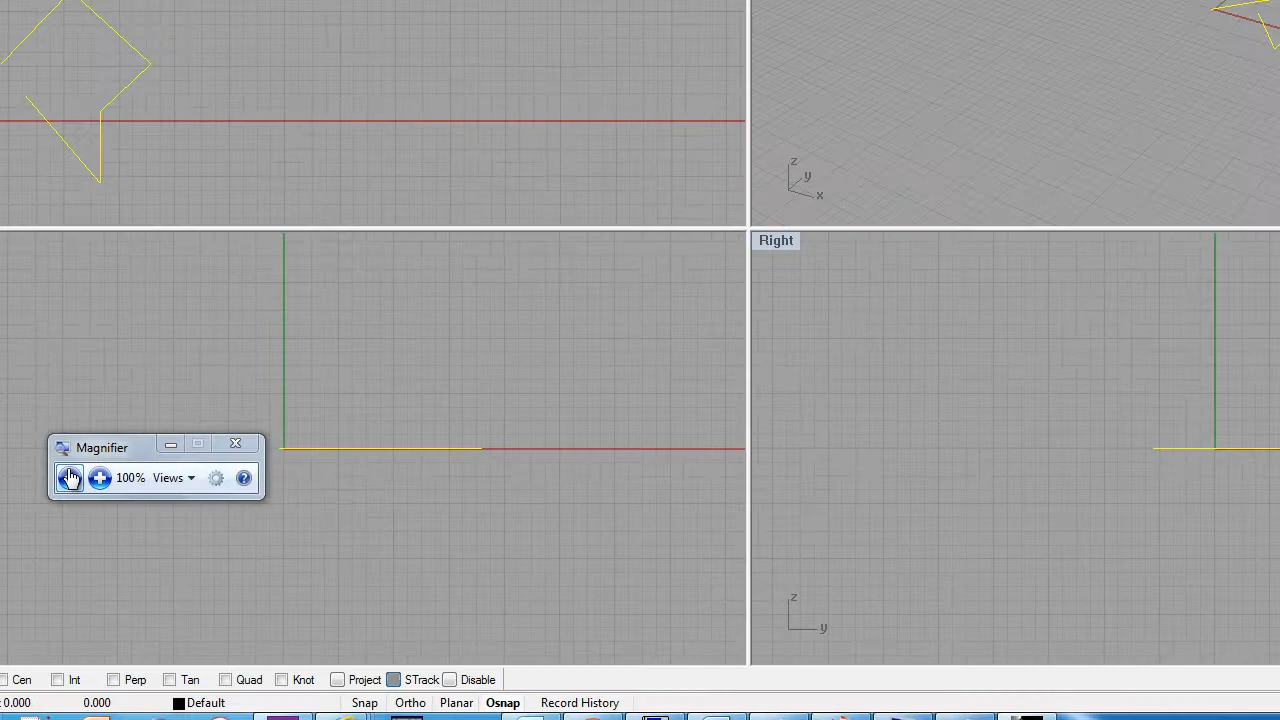 z
y
x
Right
Magnifier
100% Views
z
y
Cen Int Perp Tan Quad Knot Project STrack Disable
0.000 0.000 Default Snap Ortho Planar Osnap Record History